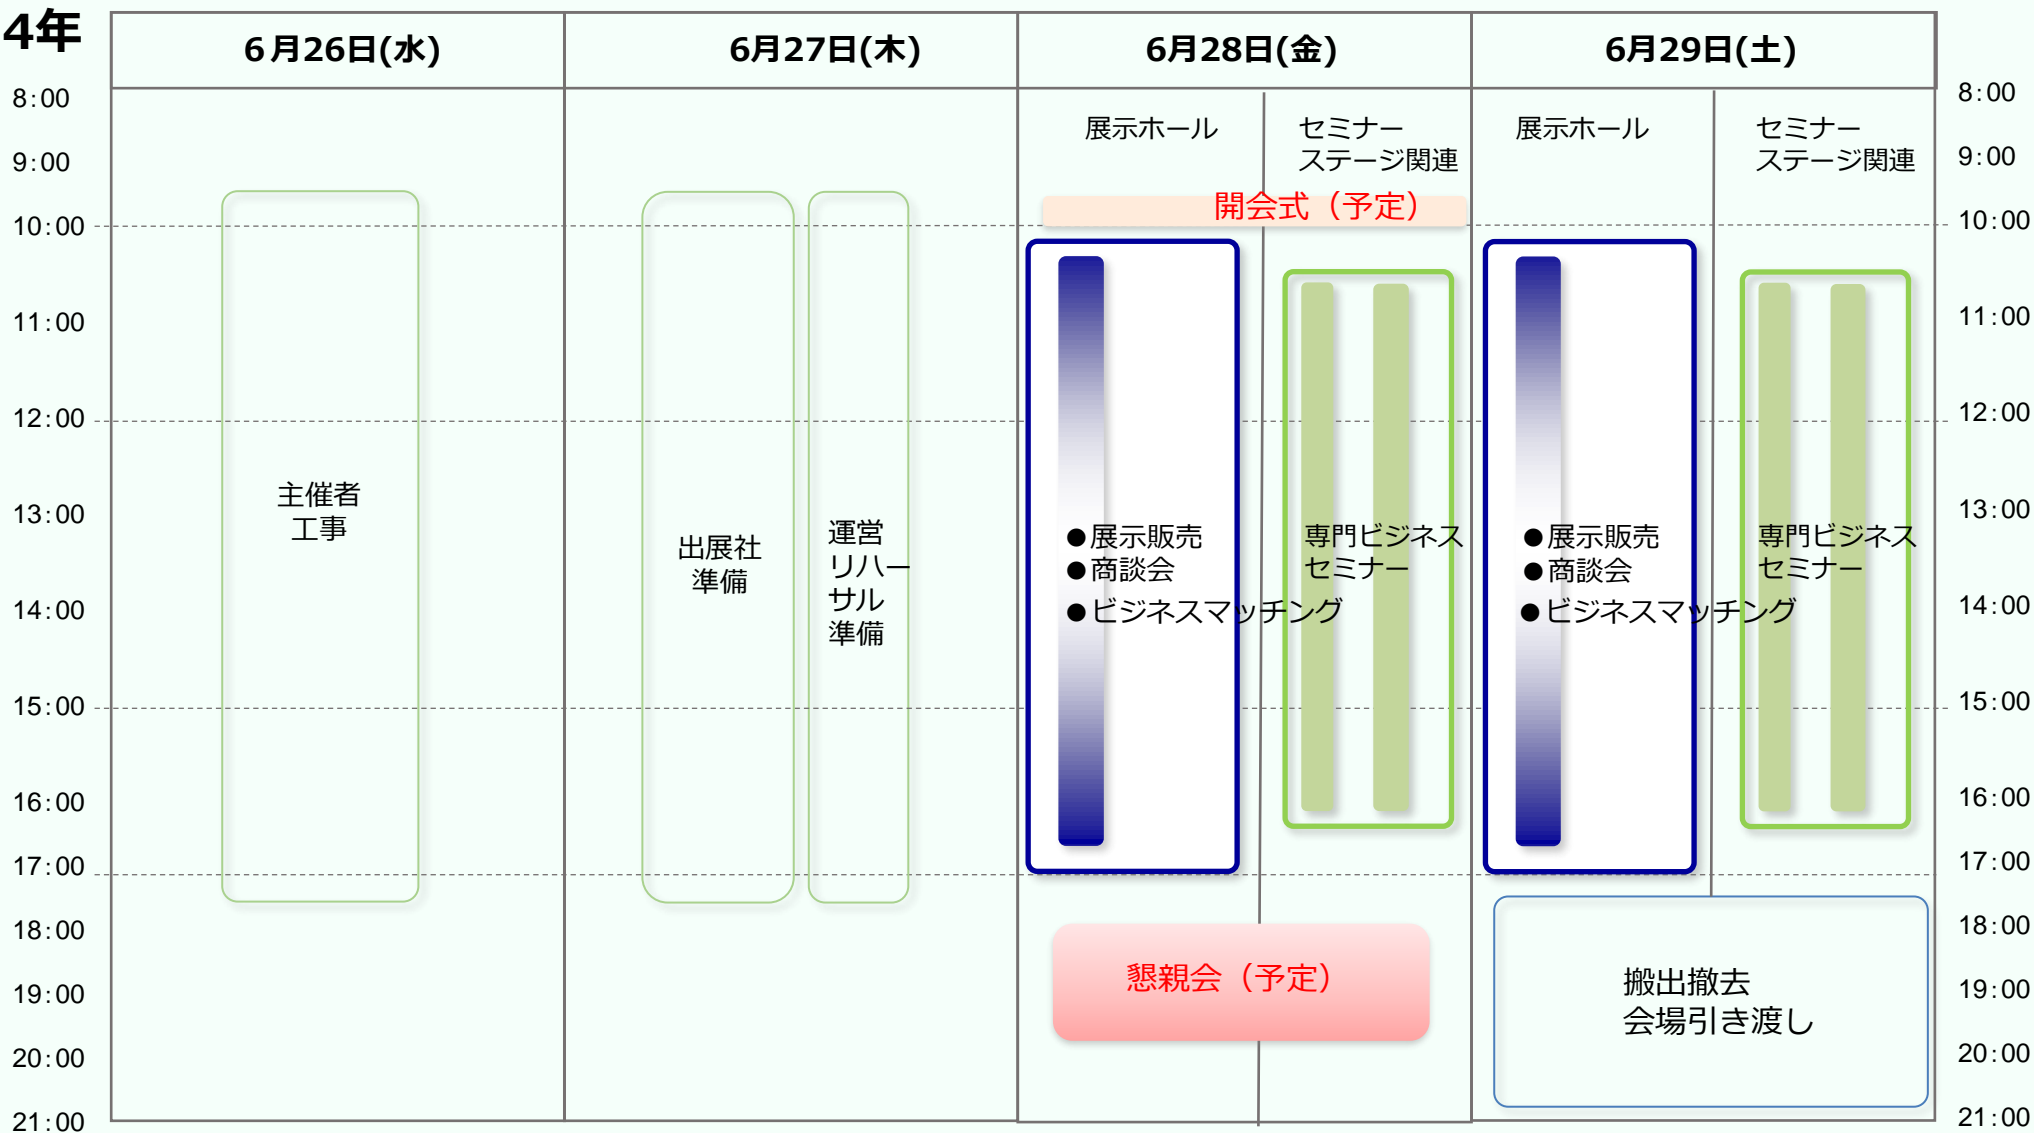 4年
６月26日(水)
6月27日(木)
6月28日(金)
6月29日(土)
8:00
9:00
10:00
11:00
12:00
13:00
14:00
15:00
16:00
17:00
18:00
19:00
20:00
21:00
主催者
工事
出展社
準備
運営
リハー
サル
準備
展示ホール
セミナー
ステージ関連
開会式（予定）
●展示販売
●商談会
●ビジネスマッチング
専門ビジネス
セミナー
懇親会（予定）
展示ホール
セミナー
ステージ関連
●展示販売
●商談会
●ビジネスマッチング
専門ビジネス
セミナー
搬出撤去
会場引き渡し
8:00
9:00
10:00
11:00
12:00
13:00
14:00
15:00
16:00
17:00
18:00
19:00
20:00
21:00